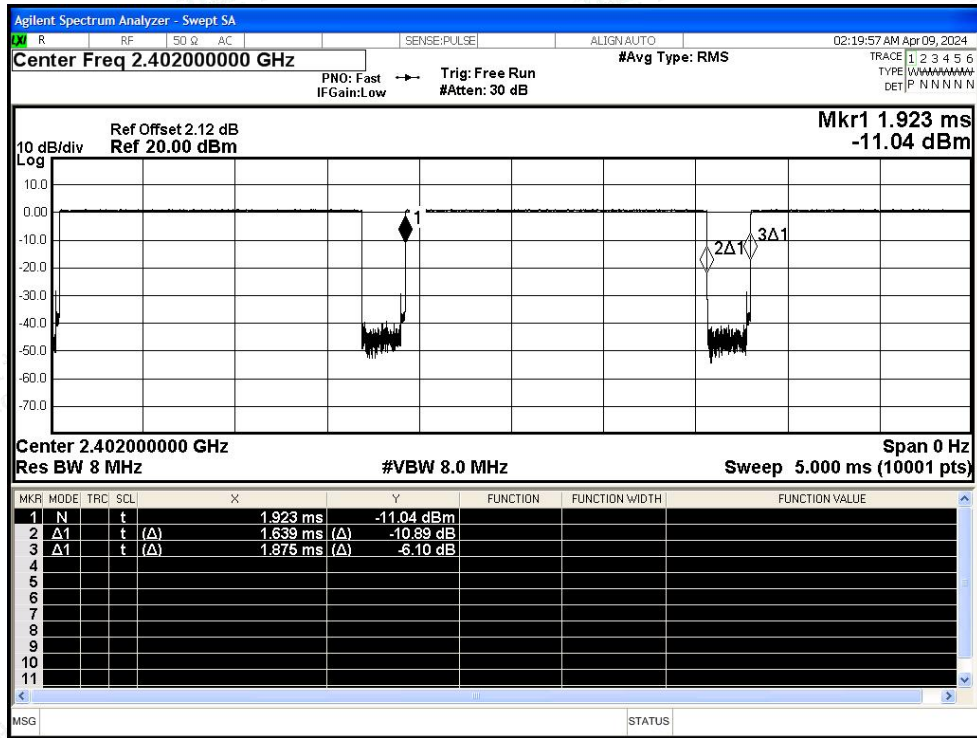 Agilent Spectrum Analyzer - Swept SA
LXI R RF 50 Ω AC SENSE:PULSE ALIGN AUTO 02:19:57 AM Apr 09, 2024
Center Freq 2.402000000 GHz
PNO: Fast
IFGain:Low
Trig: Free Run
#Atten: 30 dB
#Avg Type: RMS
TRACE 1 2 3 4 5 6
TYPE WWWWWW
DET P N N N N N
Mkr1 1.923 ms
-11.04 dBm
Ref Offset 2.12 dB
10 dB/div Ref 20.00 dBm
Log
10.0
0.00
-10.0
-20.0
-30.0
-40.0
-50.0
-60.0
-70.0
1
2Δ1
3Δ1
Center 2.402000000 GHz Span 0 Hz
Res BW 8 MHz #VBW 8.0 MHz Sweep 5.000 ms (10001 pts)
MKR MODE TRC SCL X Y FUNCTION FUNCTION WIDTH FUNCTION VALUE
1 N t 1.923 ms -11.04 dBm
2 Δ1 t (Δ) 1.639 ms (Δ) -10.89 dB
3 Δ1 t (Δ) 1.875 ms (Δ) -6.10 dB
4
5
6
7
8
9
10
11
MSG STATUS